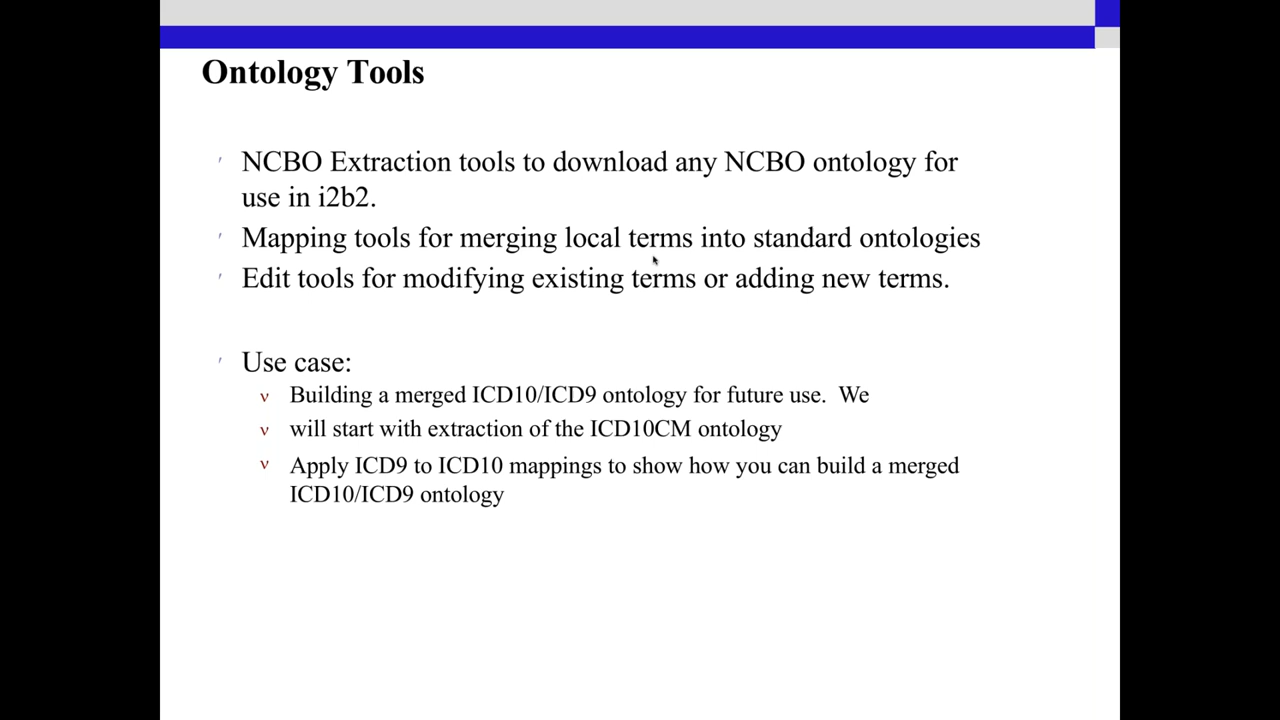 Ontology Tools
NCBO Extraction tools to download any NCBO ontology for
use in i2b2.
Mapping tools for merging local terms into standard ontologies
Edit tools for modifying existing terms or adding new terms.
Use case:
ν Building a merged ICD10/ICD9 ontology for future use.  We
ν will start with extraction of the ICD10CM ontology
ν Apply ICD9 to ICD10 mappings to show how you can build a merged
ICD10/ICD9 ontology